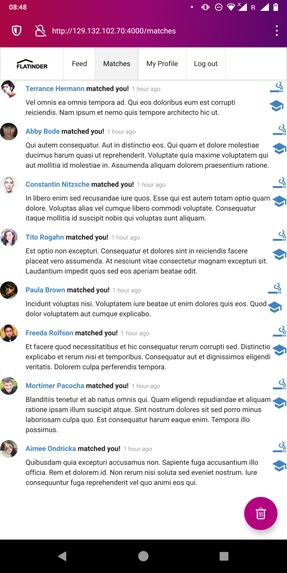 08:48
http://129.132.102.70:4000/matches
FLATINDER
Feed
Matches
My Profile
Log out
Terrance Hermann matched you! 1 hour ago
Vel omnis ea omnis tempora ad. Qui eos doloribus eum est corrupti
reiciendis. Nam ipsum et nemo quis tempore architecto hic ut.
Abby Bode matched you! 1 hour ago
Qui autem consequatur. Aut in distinctio eos. Qui quam et dolore molestiae
ducimus harum quasi ut reprehenderit. Voluptate quia maxime voluptatem qui
aut mollitia id molestiae in. Assumenda aliquam dolorem praesentium ratione.
Constantin Nitzsche matched you! 1 hour ago
In libero enim sed recusandae iure quos. Esse qui est autem totam optio quam
dolore. Voluptas alias vel cumque libero commodi voluptate. Consequatur
itaque mollitia id suscipit nobis qui voluptas sunt aliquam.
Tito Rogahn matched you! 1 hour ago
Est optio non excepturi. Consequatur et dolores sint in reiciendis facere
placeat vero assumenda. At nesciunt vitae consectetur magnam excepturi sit.
Laudantium impedit quos sed eos aperiam beatae odit.
Paula Brown matched you! 1 hour ago
Incidunt voluptas nisi. Voluptatem iure beatae ut enim dolores quis eos. Quod
dolor voluptatem aut cumque explicabo.
Freeda Rolfson matched you! 1 hour ago
Et facere quod necessitatibus et hic consequatur rerum corrupti sed. Distinctio
explicabo et rerum nisi et temporibus. Consequatur aut et dignissimos eligendi
veritatis. Dolorem culpa perferendis tempora.
Mortimer Pacocha matched you! 1 hour ago
Blanditiis tenetur et ab natus omnis qui. Quam eligendi repudiandae et aliquam
ratione ipsam illum suscipit atque. Sint nostrum dolores sit sed porro minus
laboriosam culpa quo. Est consequatur harum eaque enim. Tempora illo
possimus.
Aimee Ondricka matched you! 1 hour ago
Quibusdam quia excepturi accusamus non. Sapiente fuga accusantium illo
officia. Rem et dolorem id. Non rerum nisi soluta sed eveniet nostrum. Iure
consequuntur fuga reprehenderit vel quo animi eos qui.